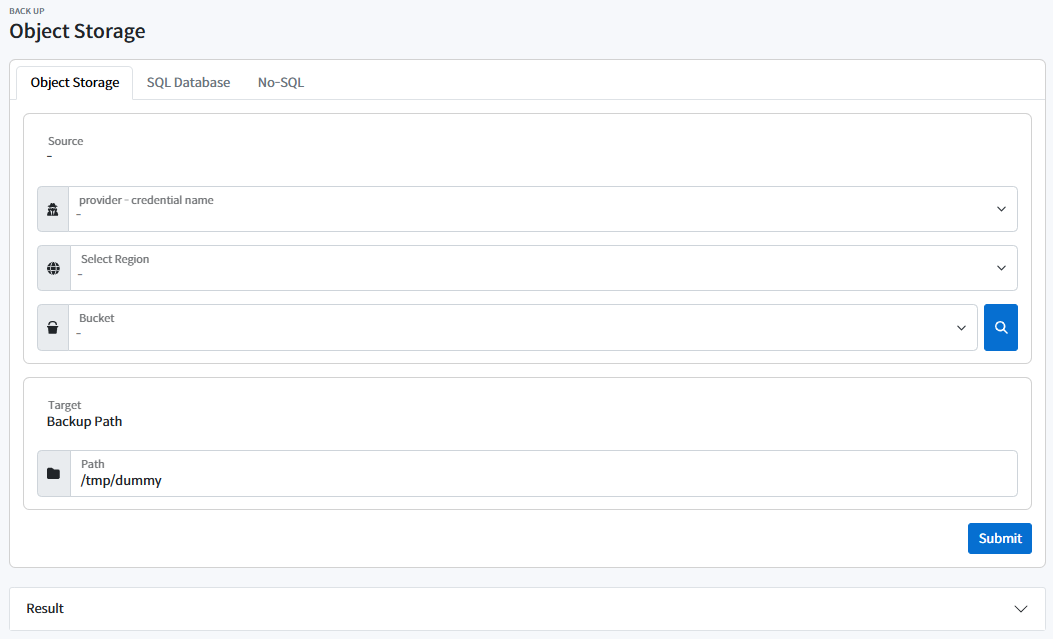 BACK UP
Object Storage
Object Storage SQL Database No-SQL
Source
-
provider - credential name
-
Select Region
-
Bucket
-
Target
Backup Path
Path
/tmp/dummy
Submit
Result